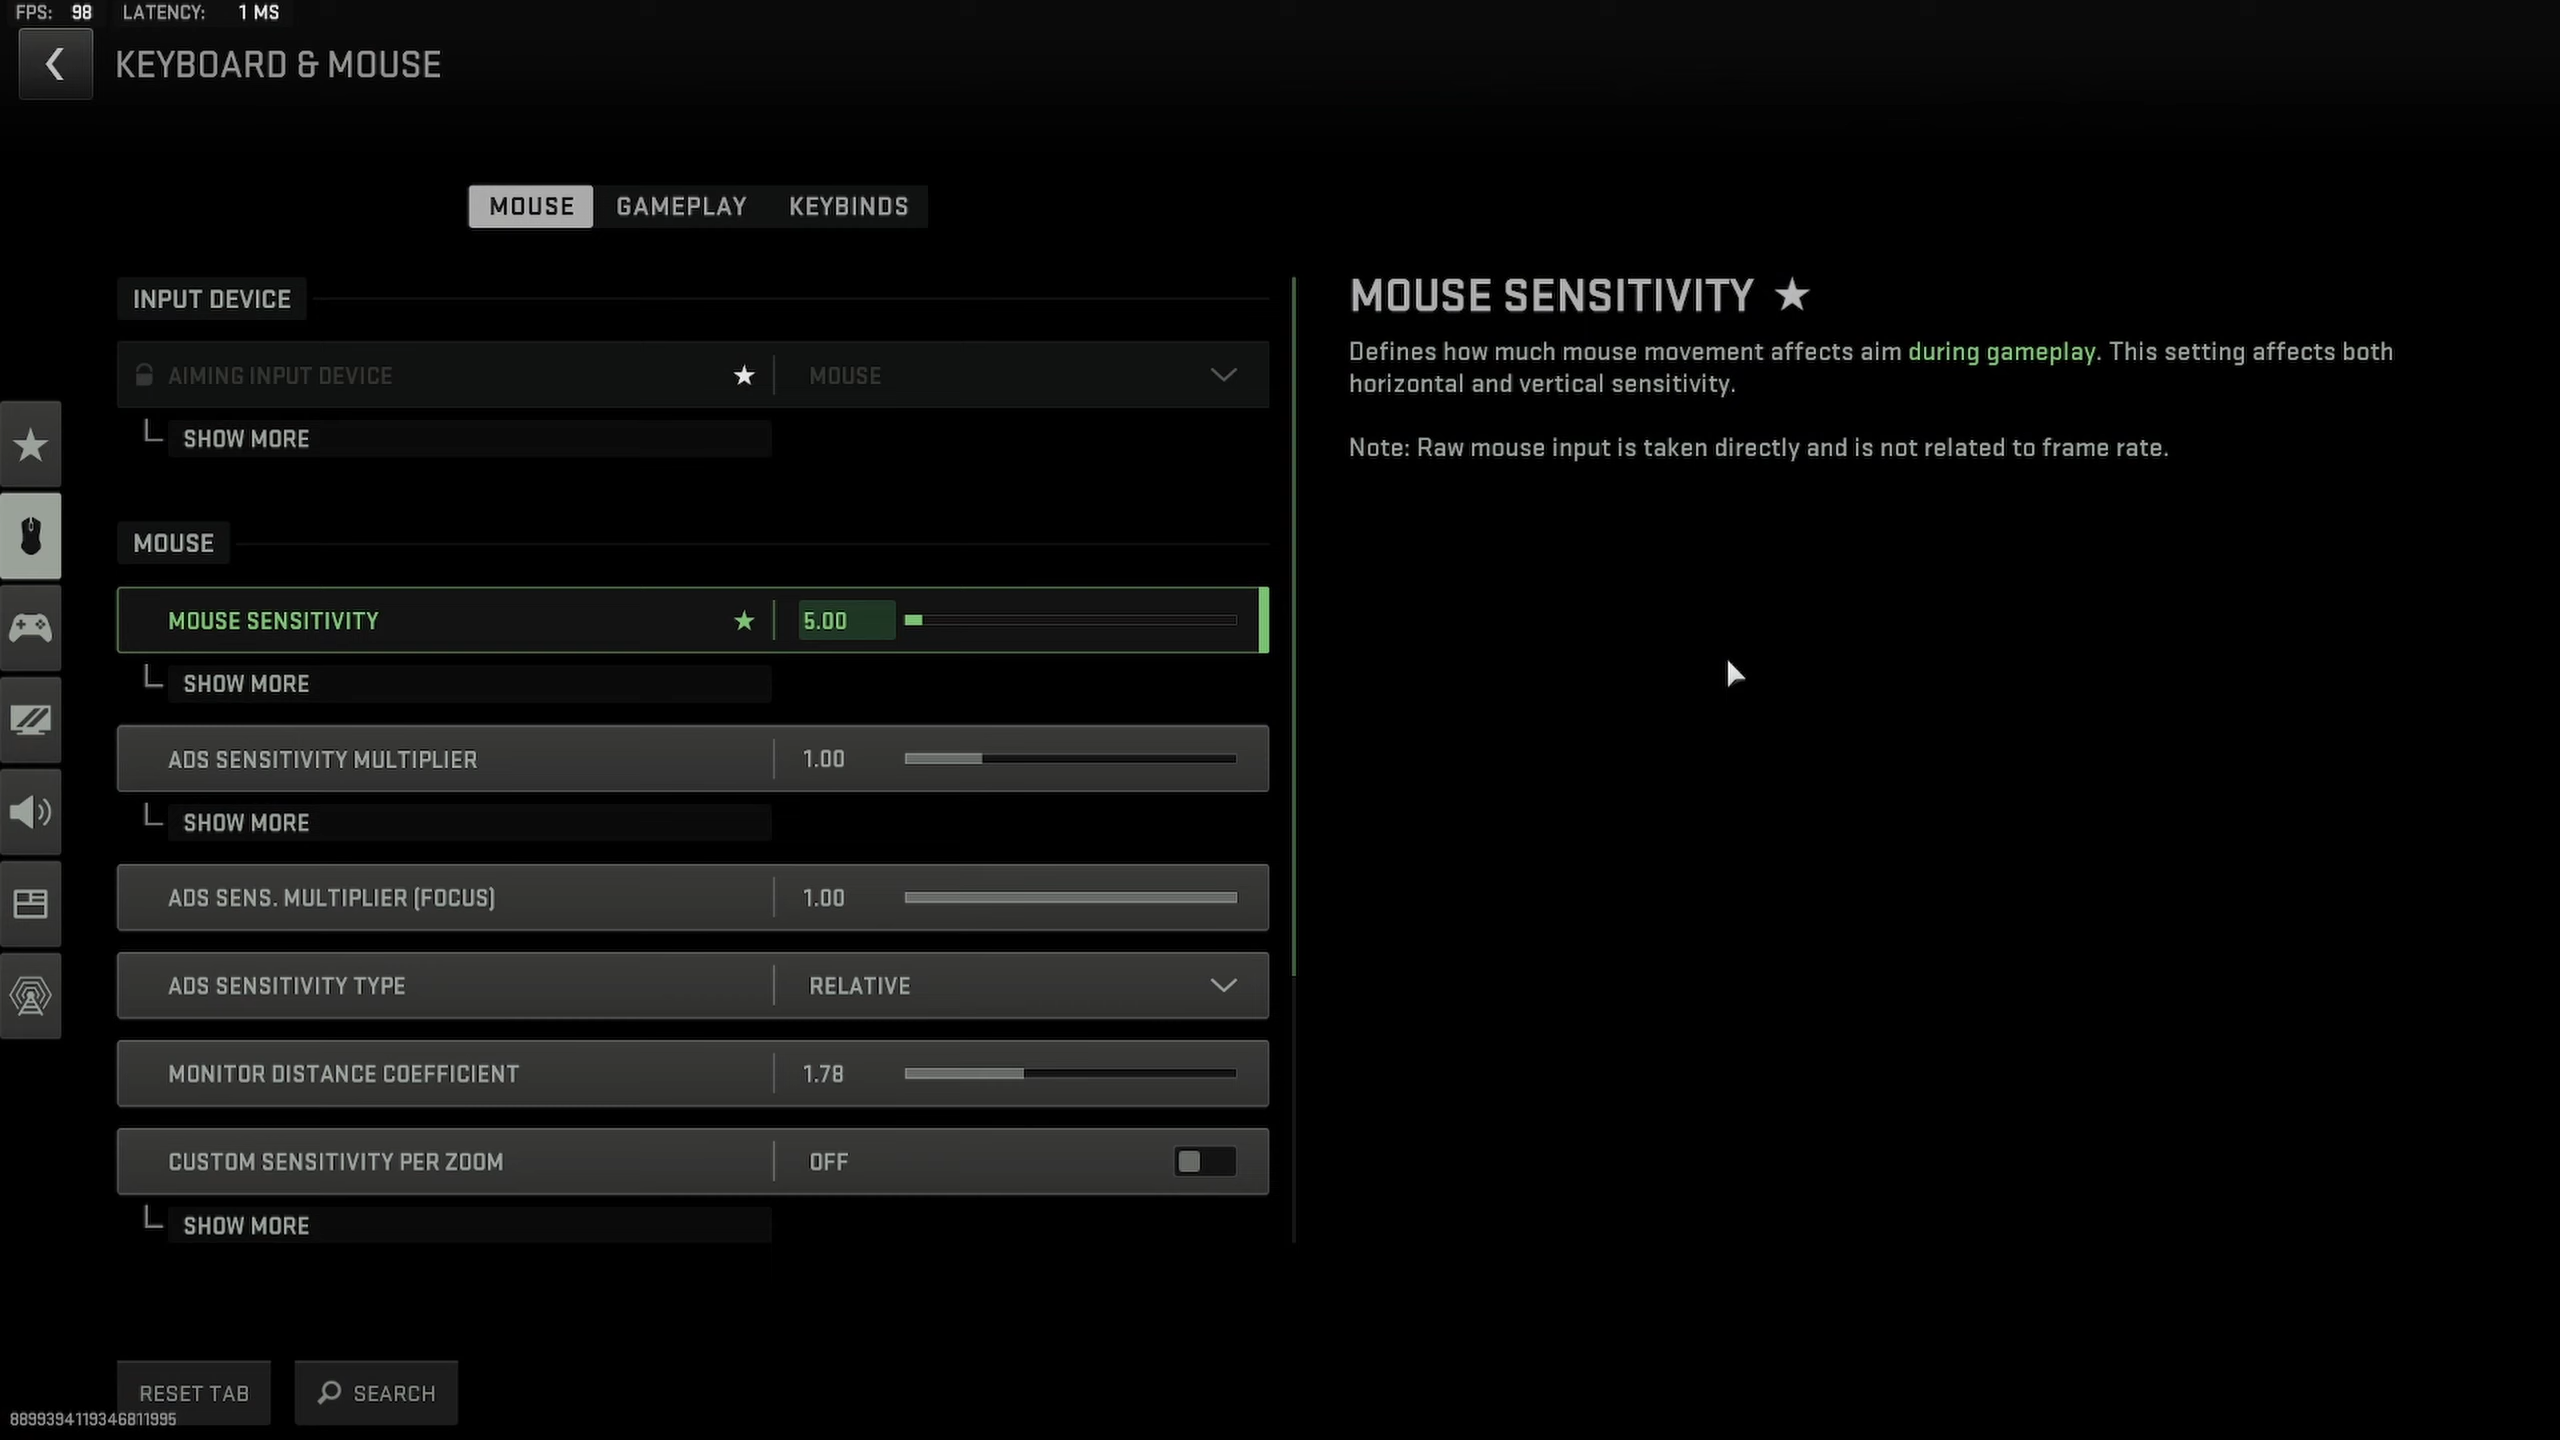 FPS: 98 LATENCY: 1 MS
KEYBOARD & MOUSE
MOUSE GAMEPLAY KEYBINDS
INPUT DEVICE
AIMING INPUT DEVICE MOUSE
SHOW MORE
MOUSE
MOUSE SENSITIVITY 5.00
SHOW MORE
ADS SENSITIVITY MULTIPLIER 1.00
SHOW MORE
ADS SENS. MULTIPLIER (FOCUS) 1.00
ADS SENSITIVITY TYPE RELATIVE
MONITOR DISTANCE COEFFICIENT 1.78
CUSTOM SENSITIVITY PER ZOOM OFF
SHOW MORE
MOUSE SENSITIVITY
Defines how much mouse movement affects aim during gameplay. This setting affects both
horizontal and vertical sensitivity.
Note: Raw mouse input is taken directly and is not related to frame rate.
RESET TAB SEARCH
8899394119346811995